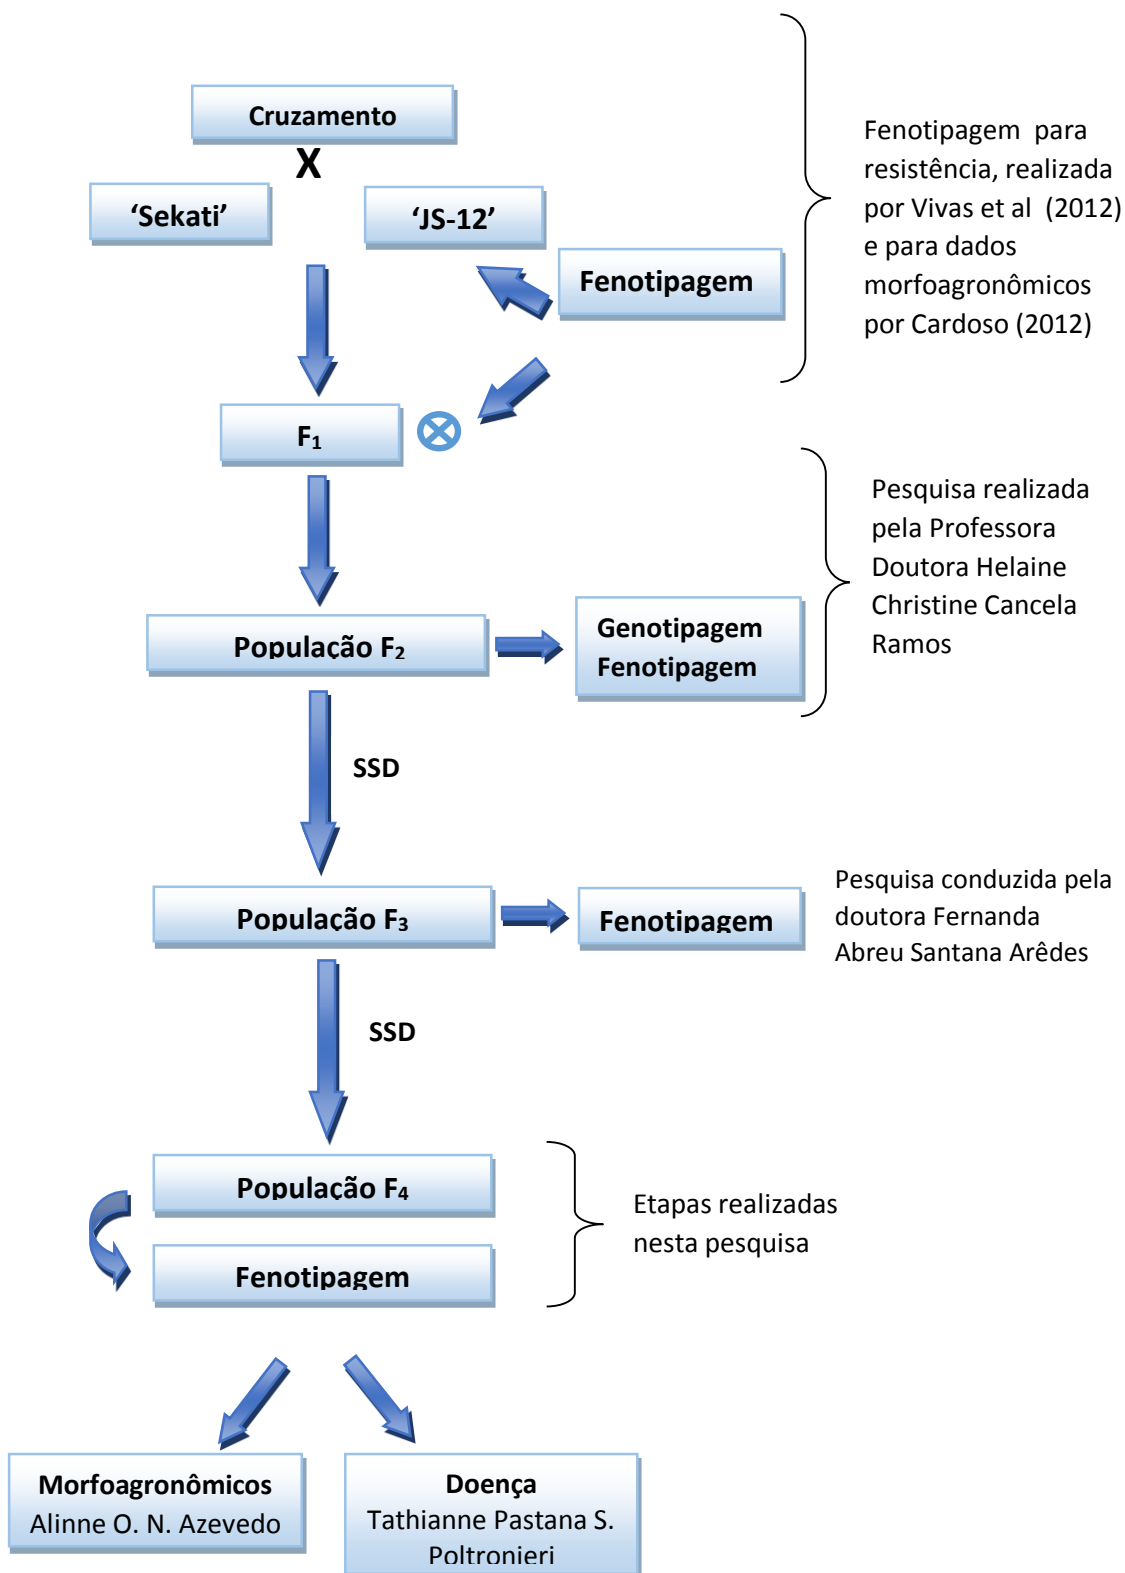 Cruzamento
X
‘Sekati’
‘JS-12’
Fenotipagem
Fenotipagem para
resistência, realizada
por Vivas et al (2012)
e para dados
morfoagronômicos
por Cardoso (2012)
F₁
População F₂
Genotipagem
Fenotipagem
Pesquisa realizada
pela Professora
Doutora Helaine
Christine Cancela
Ramos
SSD
População F₃
Fenotipagem
Pesquisa conduzida pela
doutora Fernanda
Abreu Santana Arêdes
SSD
População F₄
Fenotipagem
Etapas realizadas
nesta pesquisa
Morfoagronômicos
Alinne O. N. Azevedo
Doença
Tathianne Pastana S.
Poltronieri